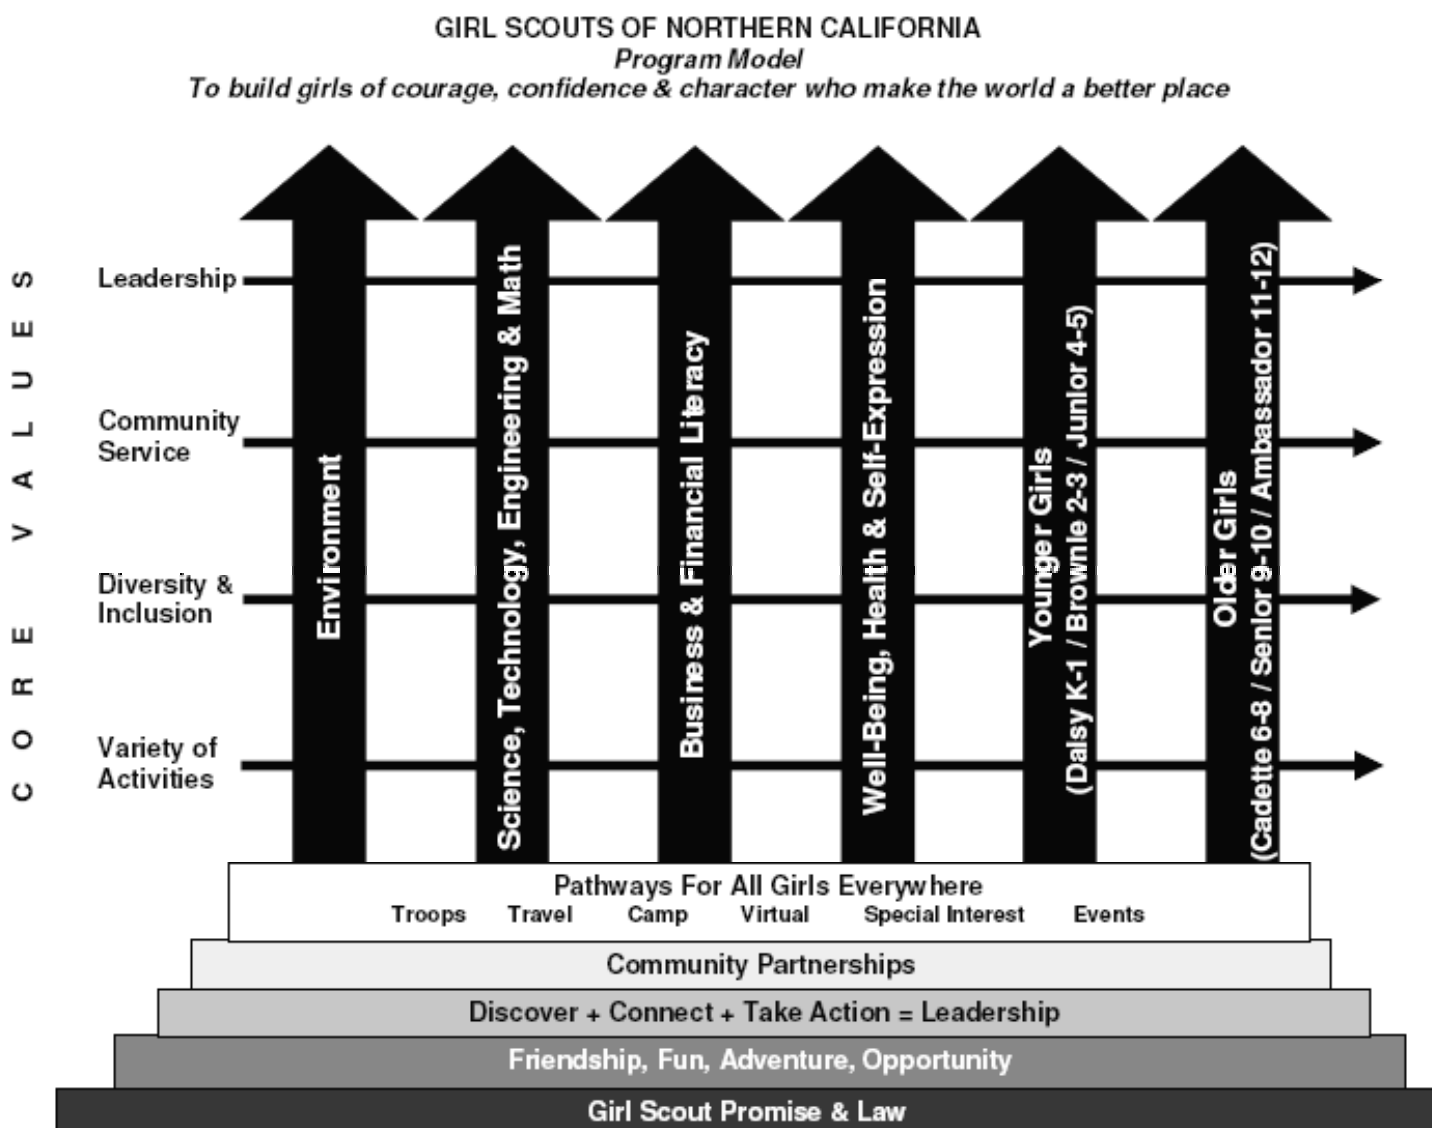 GIRL SCOUTS OF NORTHERN CALIFORNIA
Program Model
To build girls of courage, confidence & character who make the world a better place
CORE VALUES
Leadership
Community
Service
Diversity &
Inclusion
Variety of
Activities
Environment
Science, Technology, Engineering & Math
Business & Financial Literacy
Well-Being, Health & Self-Expression
Younger Girls
(Daisy K-1 / Brownie 2-3 / Junior 4-5)
Older Girls
(Cadette 6-8 / Senior 9-10 / Ambassador 11-12)
Pathways For All Girls Everywhere
Troops Travel Camp Virtual Special Interest Events
Community Partnerships
Discover + Connect + Take Action = Leadership
Friendship, Fun, Adventure, Opportunity
Girl Scout Promise & Law